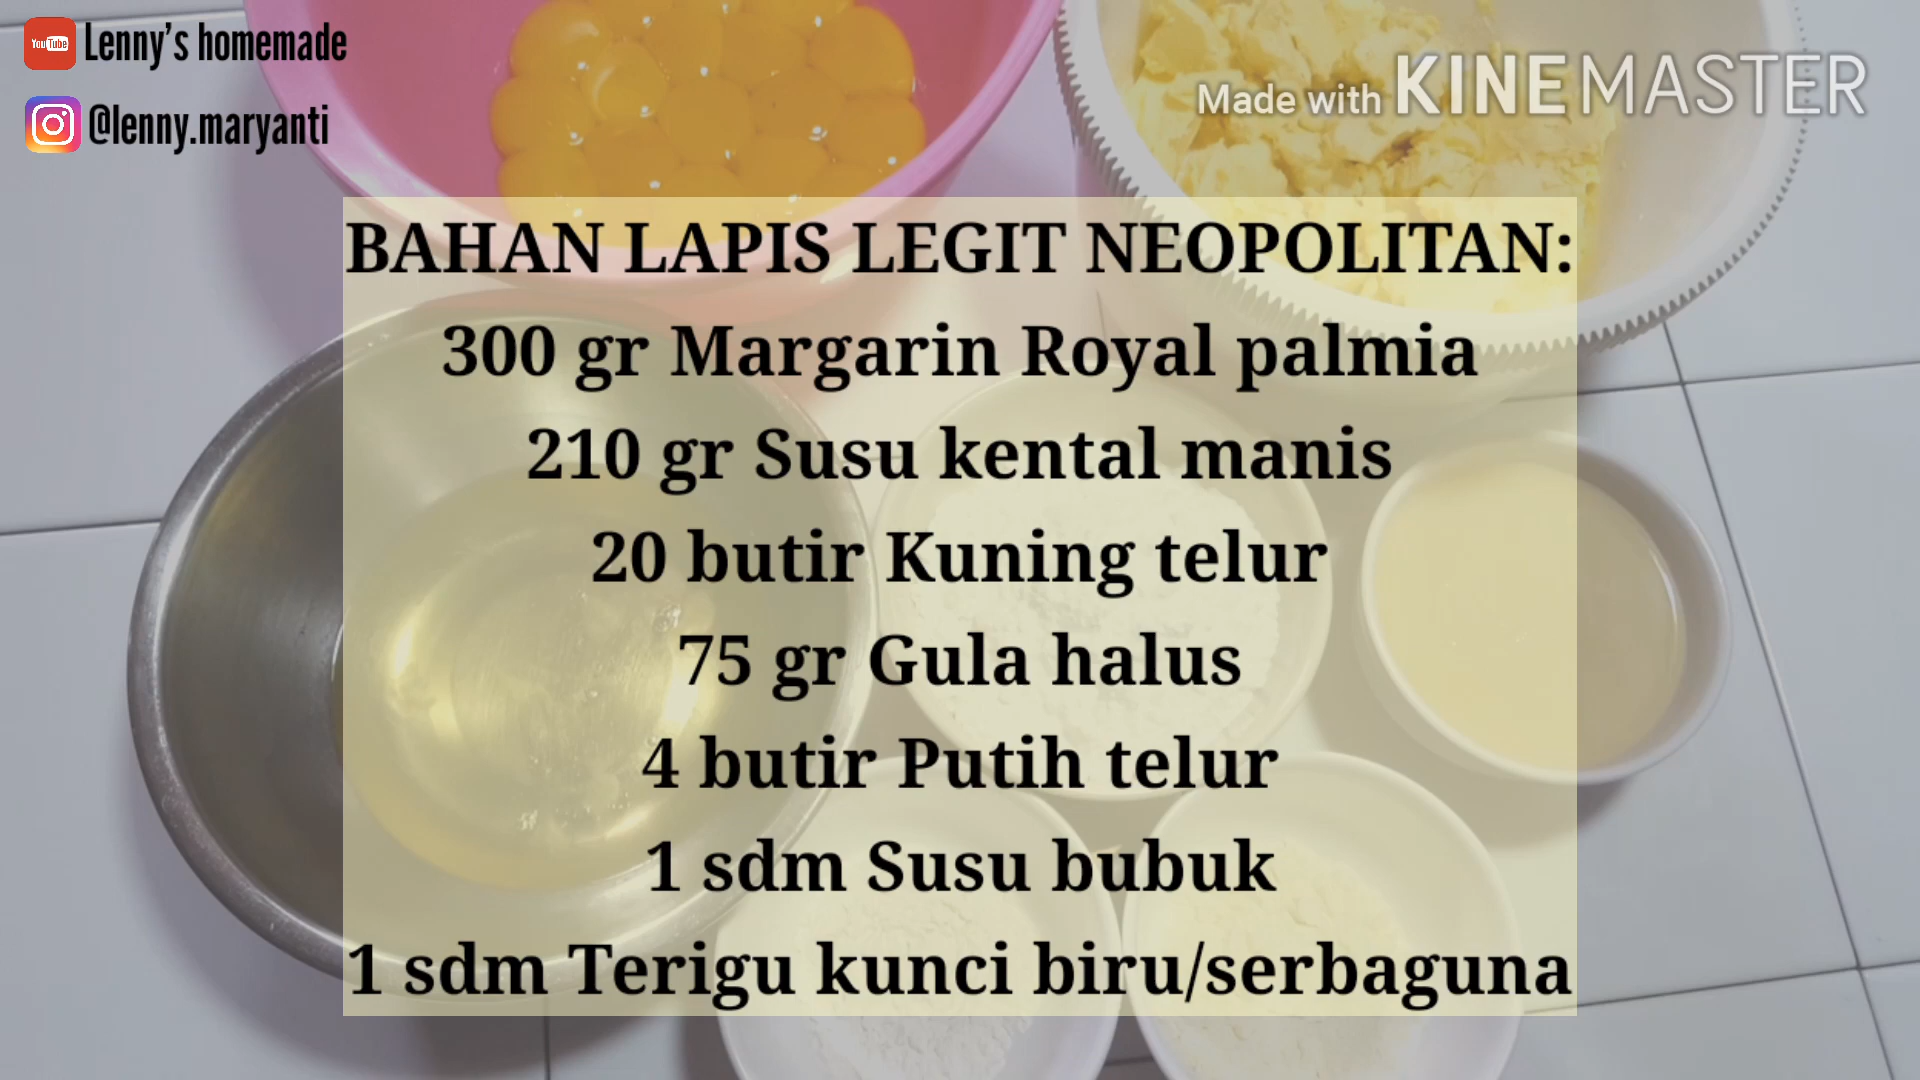 YouTube Lenny's homemade
@lenny.maryanti
Made with KINEMASTER
BAHAN LAPIS LEGIT NEOPOLITAN:
300 gr Margarin Royal palmia
210 gr Susu kental manis
20 butir Kuning telur
75 gr Gula halus
4 butir Putih telur
1 sdm Susu bubuk
1 sdm Terigu kunci biru/serbaguna